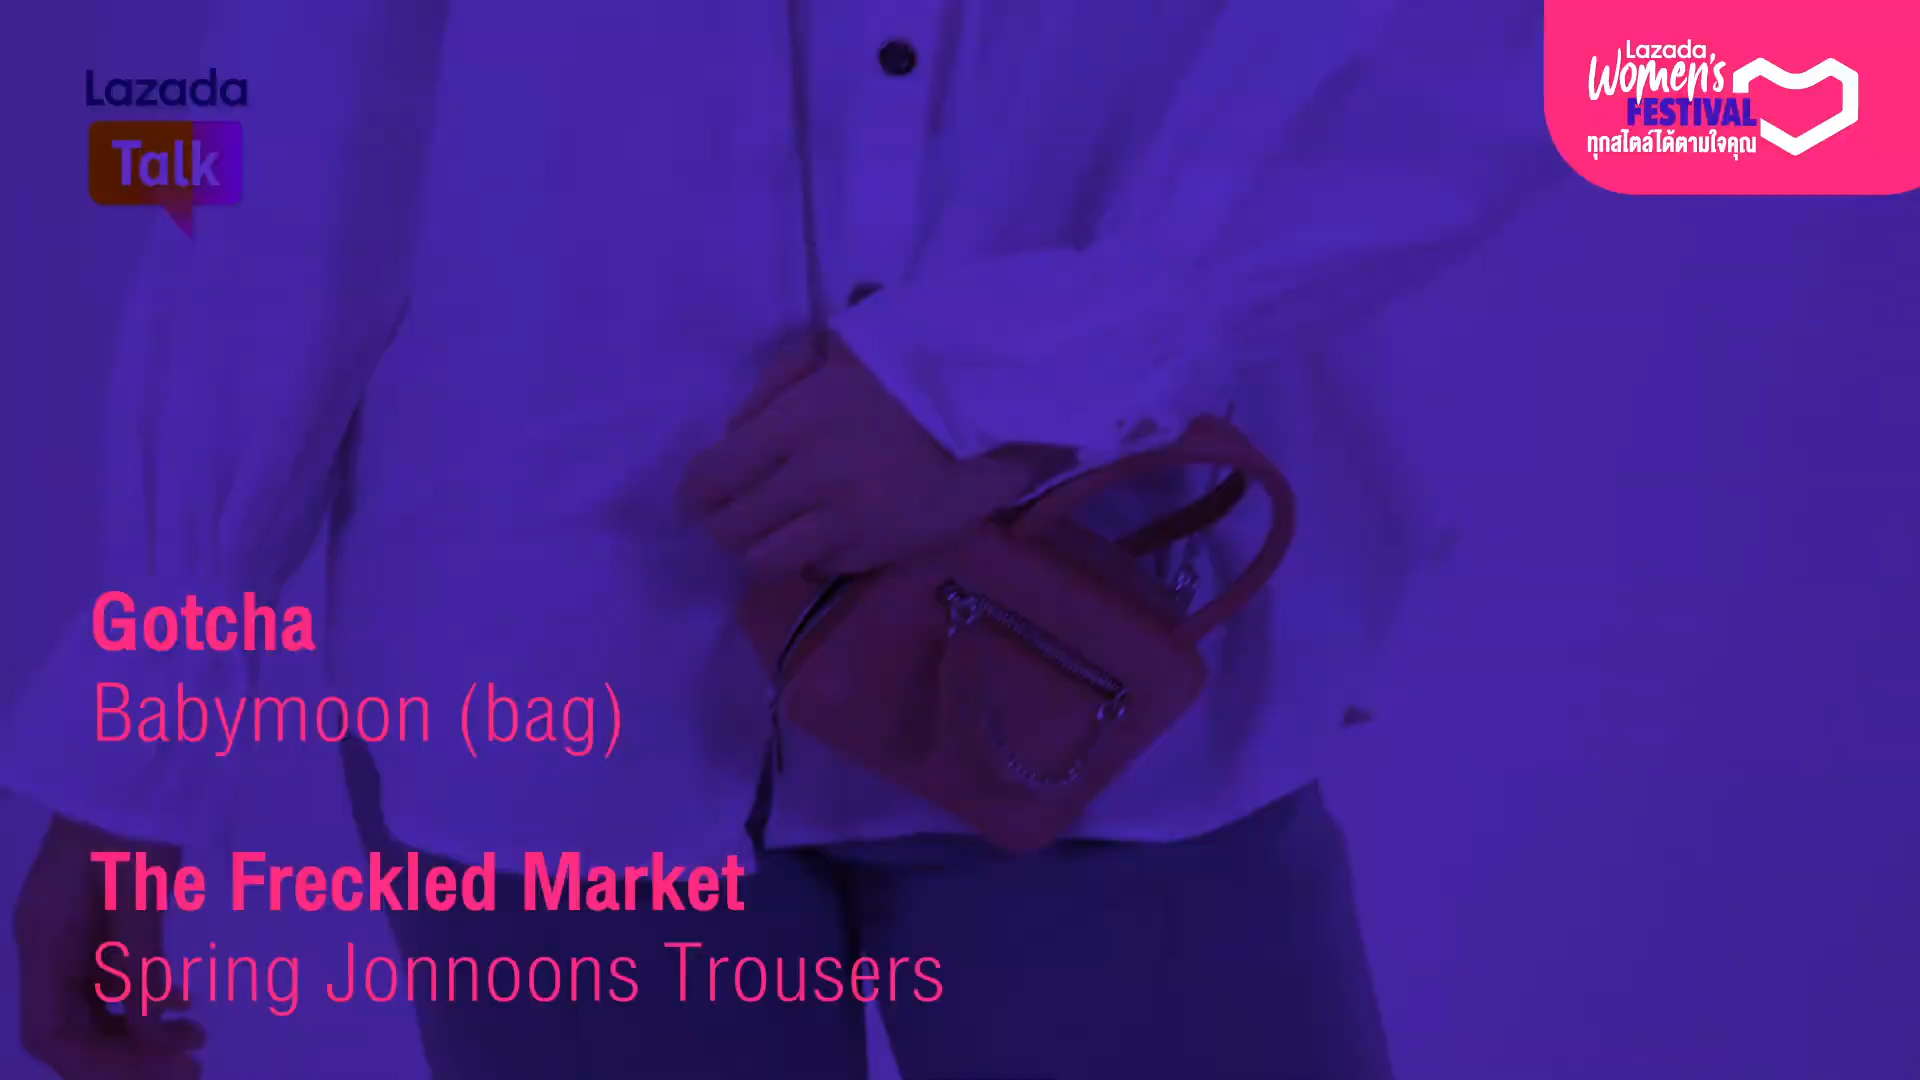 Lazada
Talk
Lazada
Women's
FESTIVAL
ทุกสไตล์ได้ตามใจคุณ
Gotcha
Babymoon (bag)
The Freckled Market
Spring Jonnoons Trousers